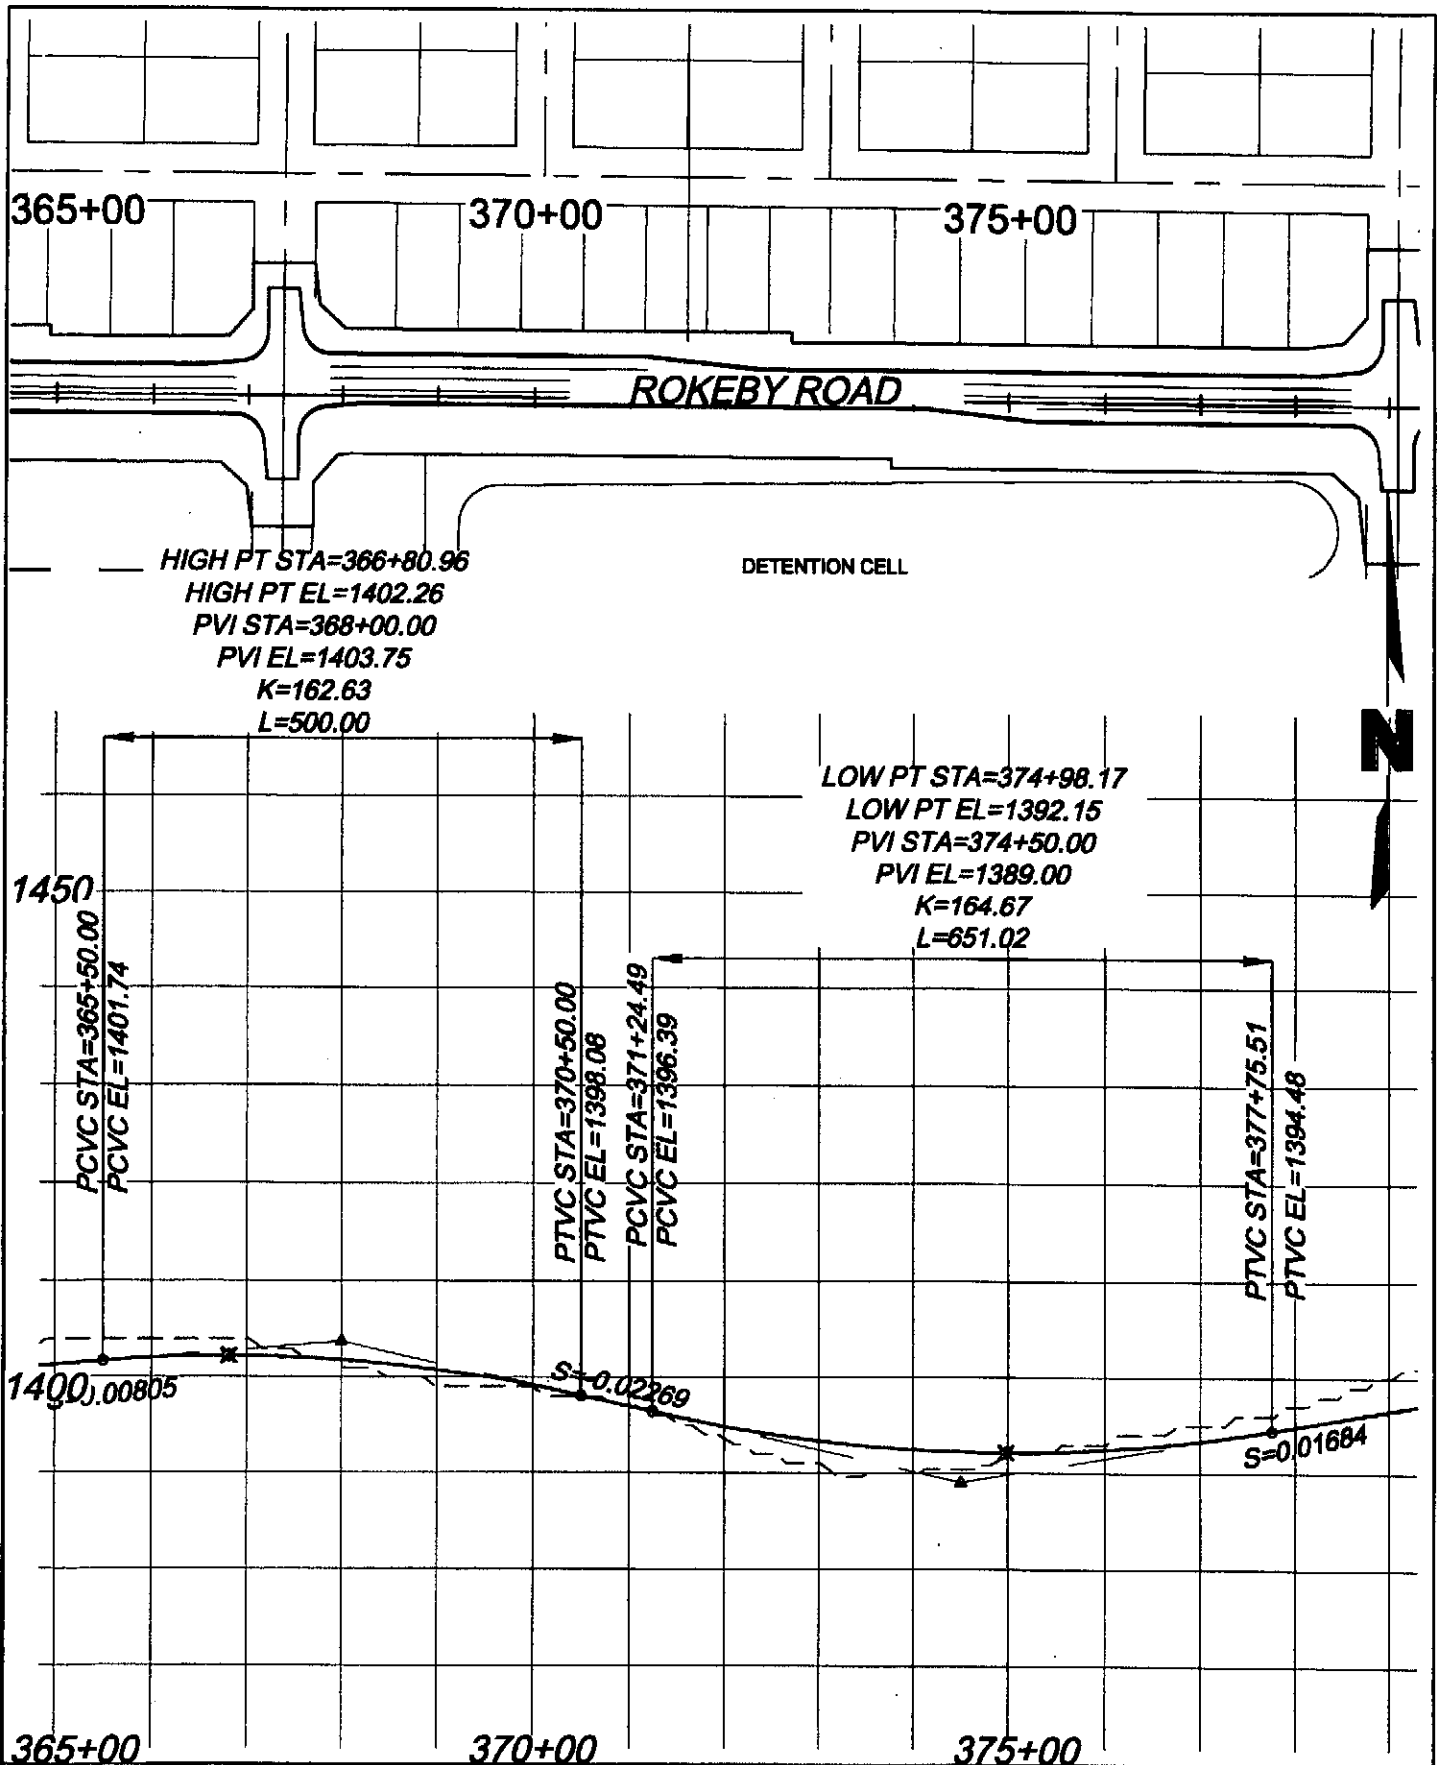 365+00
370+00
375+00
ROKEBY ROAD
DETENTION CELL
HIGH PT STA=366+80.96
HIGH PT EL=1402.26
PVI STA=368+00.00
PVI EL=1403.75
K=162.63
L=500.00
N
LOW PT STA=374+98.17
LOW PT EL=1392.15
PVI STA=374+50.00
PVI EL=1389.00
K=164.67
L=651.02
1450
PCVC STA=365+50.00
PCVC EL=1401.74
PTVC STA=370+50.00
PTVC EL=1398.08
PCVC STA=371+24.49
PCVC EL=1396.39
PTVC STA=377+75.51
PTVC EL=1394.48
1400
0.00805
S=-0.02269
S=0.01684
365+00
370+00
375+00